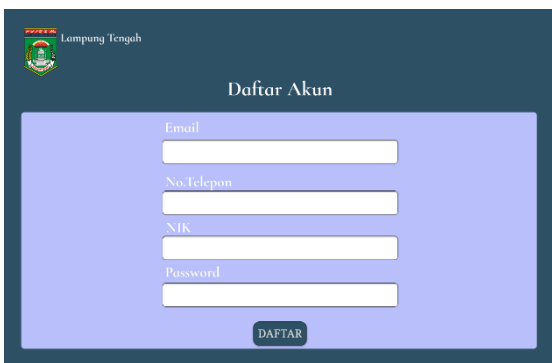 Lampung Tengah
Daftar Akun
Email
No.Telepon
NIK
Password
DAFTAR